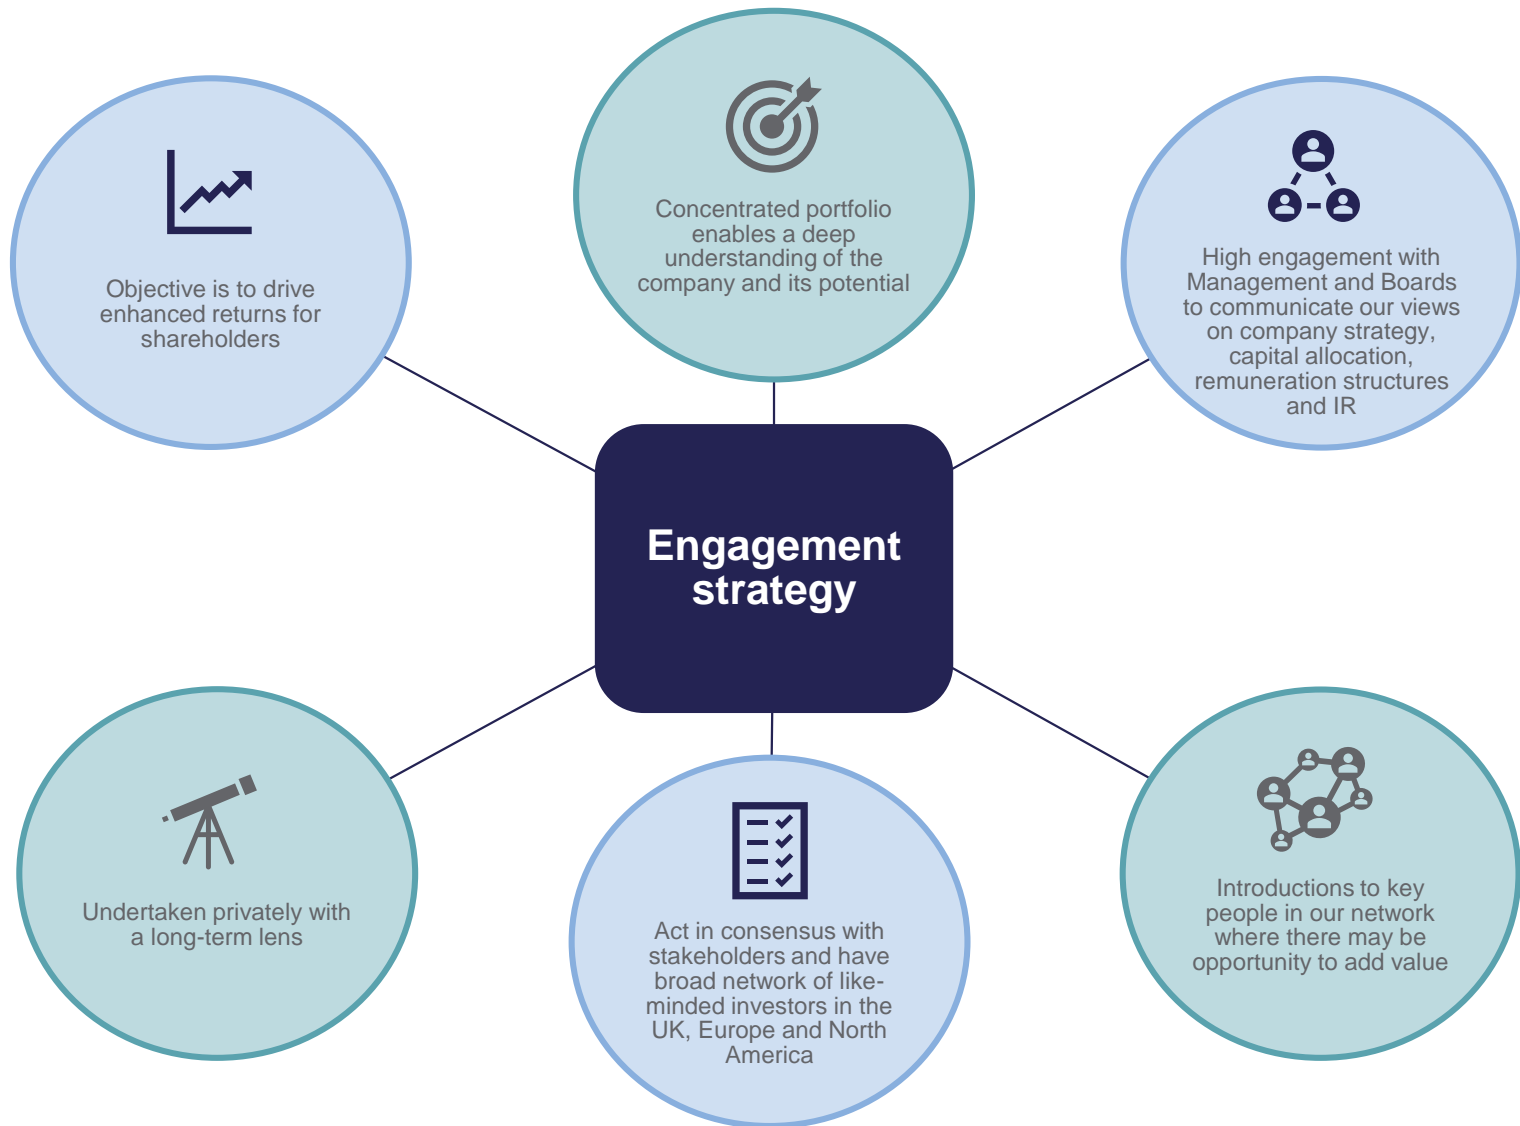 Objective is to drive
enhanced returns for
shareholders
Concentrated portfolio
enables a deep
understanding of the
company and its potential
High engagement with
Management and Boards
to communicate our views
on company strategy,
capital allocation,
remuneration structures
and IR
Engagement
strategy
Undertaken privately with
a long-term lens
Act in consensus with
stakeholders and have
broad network of like-
minded investors in the
UK, Europe and North
America
Introductions to key
people in our network
where there may be
opportunity to add value